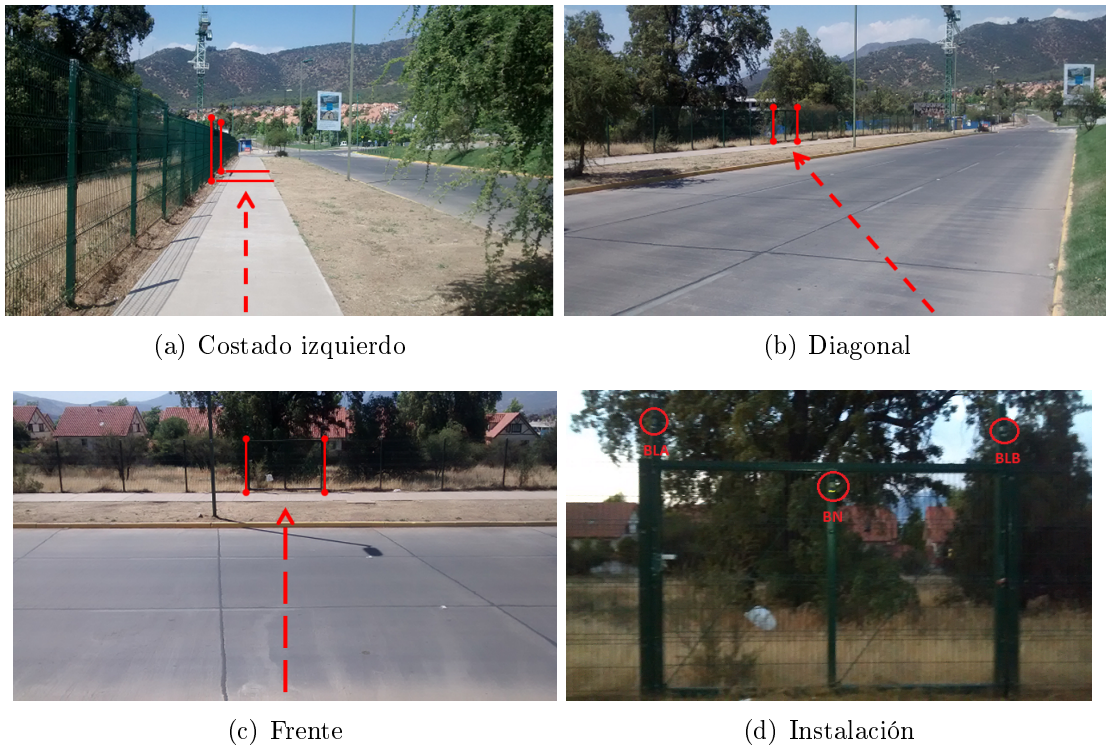 (a) Costado izquierdo
(b) Diagonal
BLA
BLB
BN
(c) Frente
(d) Instalación